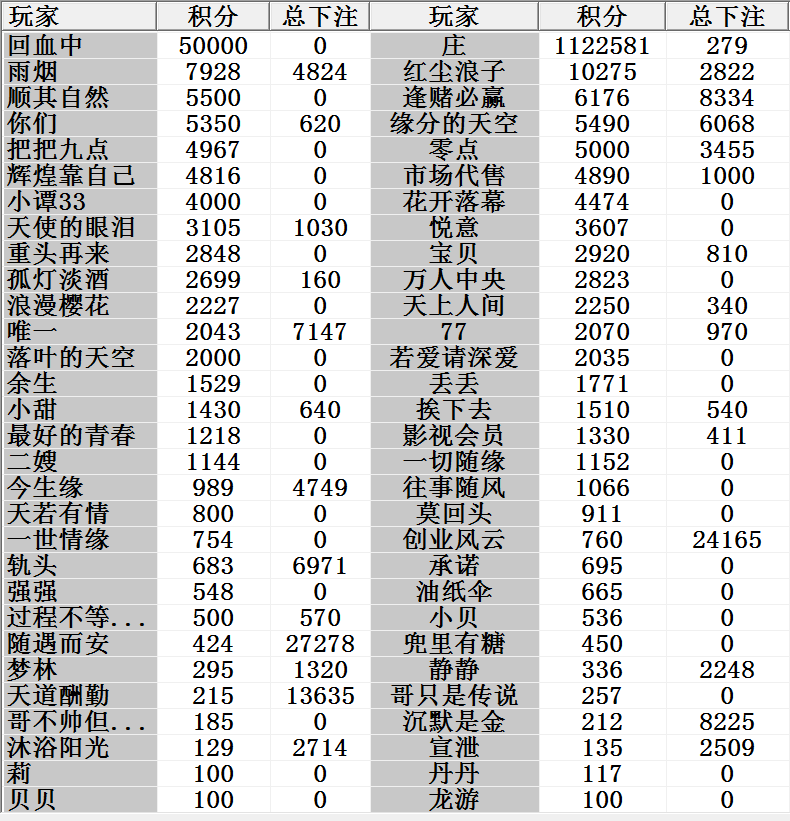 玩家 积分 总下注 玩家 积分 总下注
回血中 50000 0 庄 1122581 279
雨烟 7928 4824 红尘浪子 10275 2822
顺其自然 5500 0 逢赌必赢 6176 8334
你们 5350 620 缘分的天空 5490 6068
把把九点 4967 0 零点 5000 3455
辉煌靠自己 4816 0 市场代售 4890 1000
小谭33 4000 0 花开落幕 4474 0
天使的眼泪 3105 1030 悦意 3607 0
重头再来 2848 0 宝贝 2920 810
孤灯淡酒 2699 160 万人中央 2823 0
浪漫樱花 2227 0 天上人间 2250 340
唯一 2043 7147 77 2070 970
落叶的天空 2000 0 若爱请深爱 2035 0
余生 1529 0 丢丢 1771 0
小甜 1430 640 挨下去 1510 540
最好的青春 1218 0 影视会员 1330 411
二嫂 1144 0 一切随缘 1152 0
今生缘 989 4749 往事随风 1066 0
天若有情 800 0 莫回头 911 0
一世情缘 754 0 创业风云 760 24165
轨头 683 6971 承诺 695 0
强强 548 0 油纸伞 665 0
过程不等... 500 570 小贝 536 0
随遇而安 424 27278 兜里有糖 450 0
梦林 295 1320 静静 336 2248
天道酬勤 215 13635 哥只是传说 257 0
哥不帅但... 185 0 沉默是金 212 8225
沐浴阳光 129 2714 宣泄 135 2509
莉 100 0 丹丹 117 0
贝贝 100 0 龙游 100 0